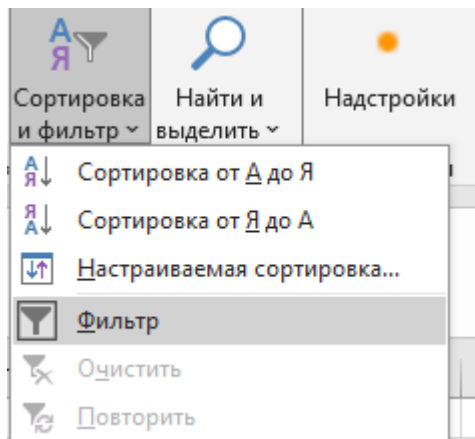 Сортировка и фильтр
Найти и выделить
Надстройки
Сортировка от А до Я
Сортировка от Я до А
Настраиваемая сортировка...
Фильтр
Очистить
Повторить